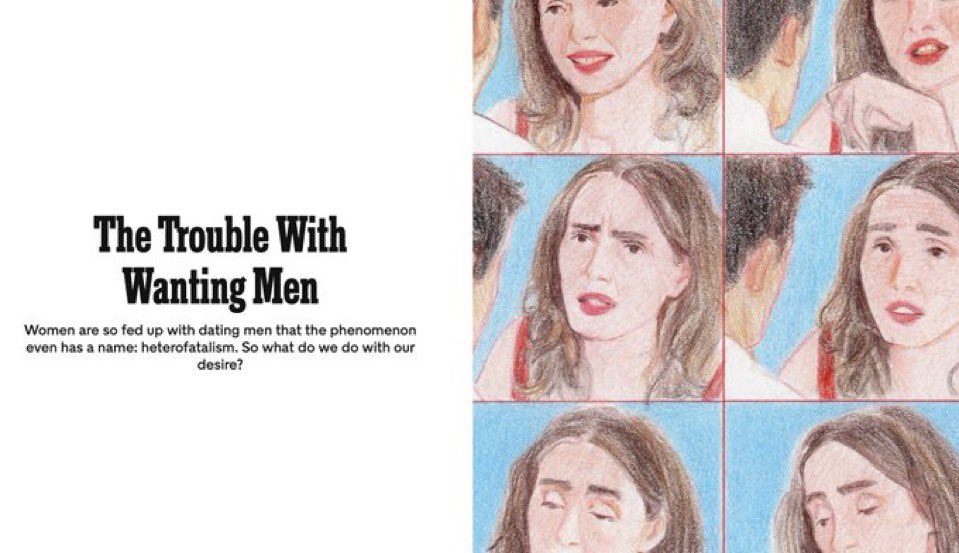 The Trouble With
Wanting Men
Women are so fed up with dating men that the phenomenon
even has a name: heterofatalism. So what do we do with our
desire?